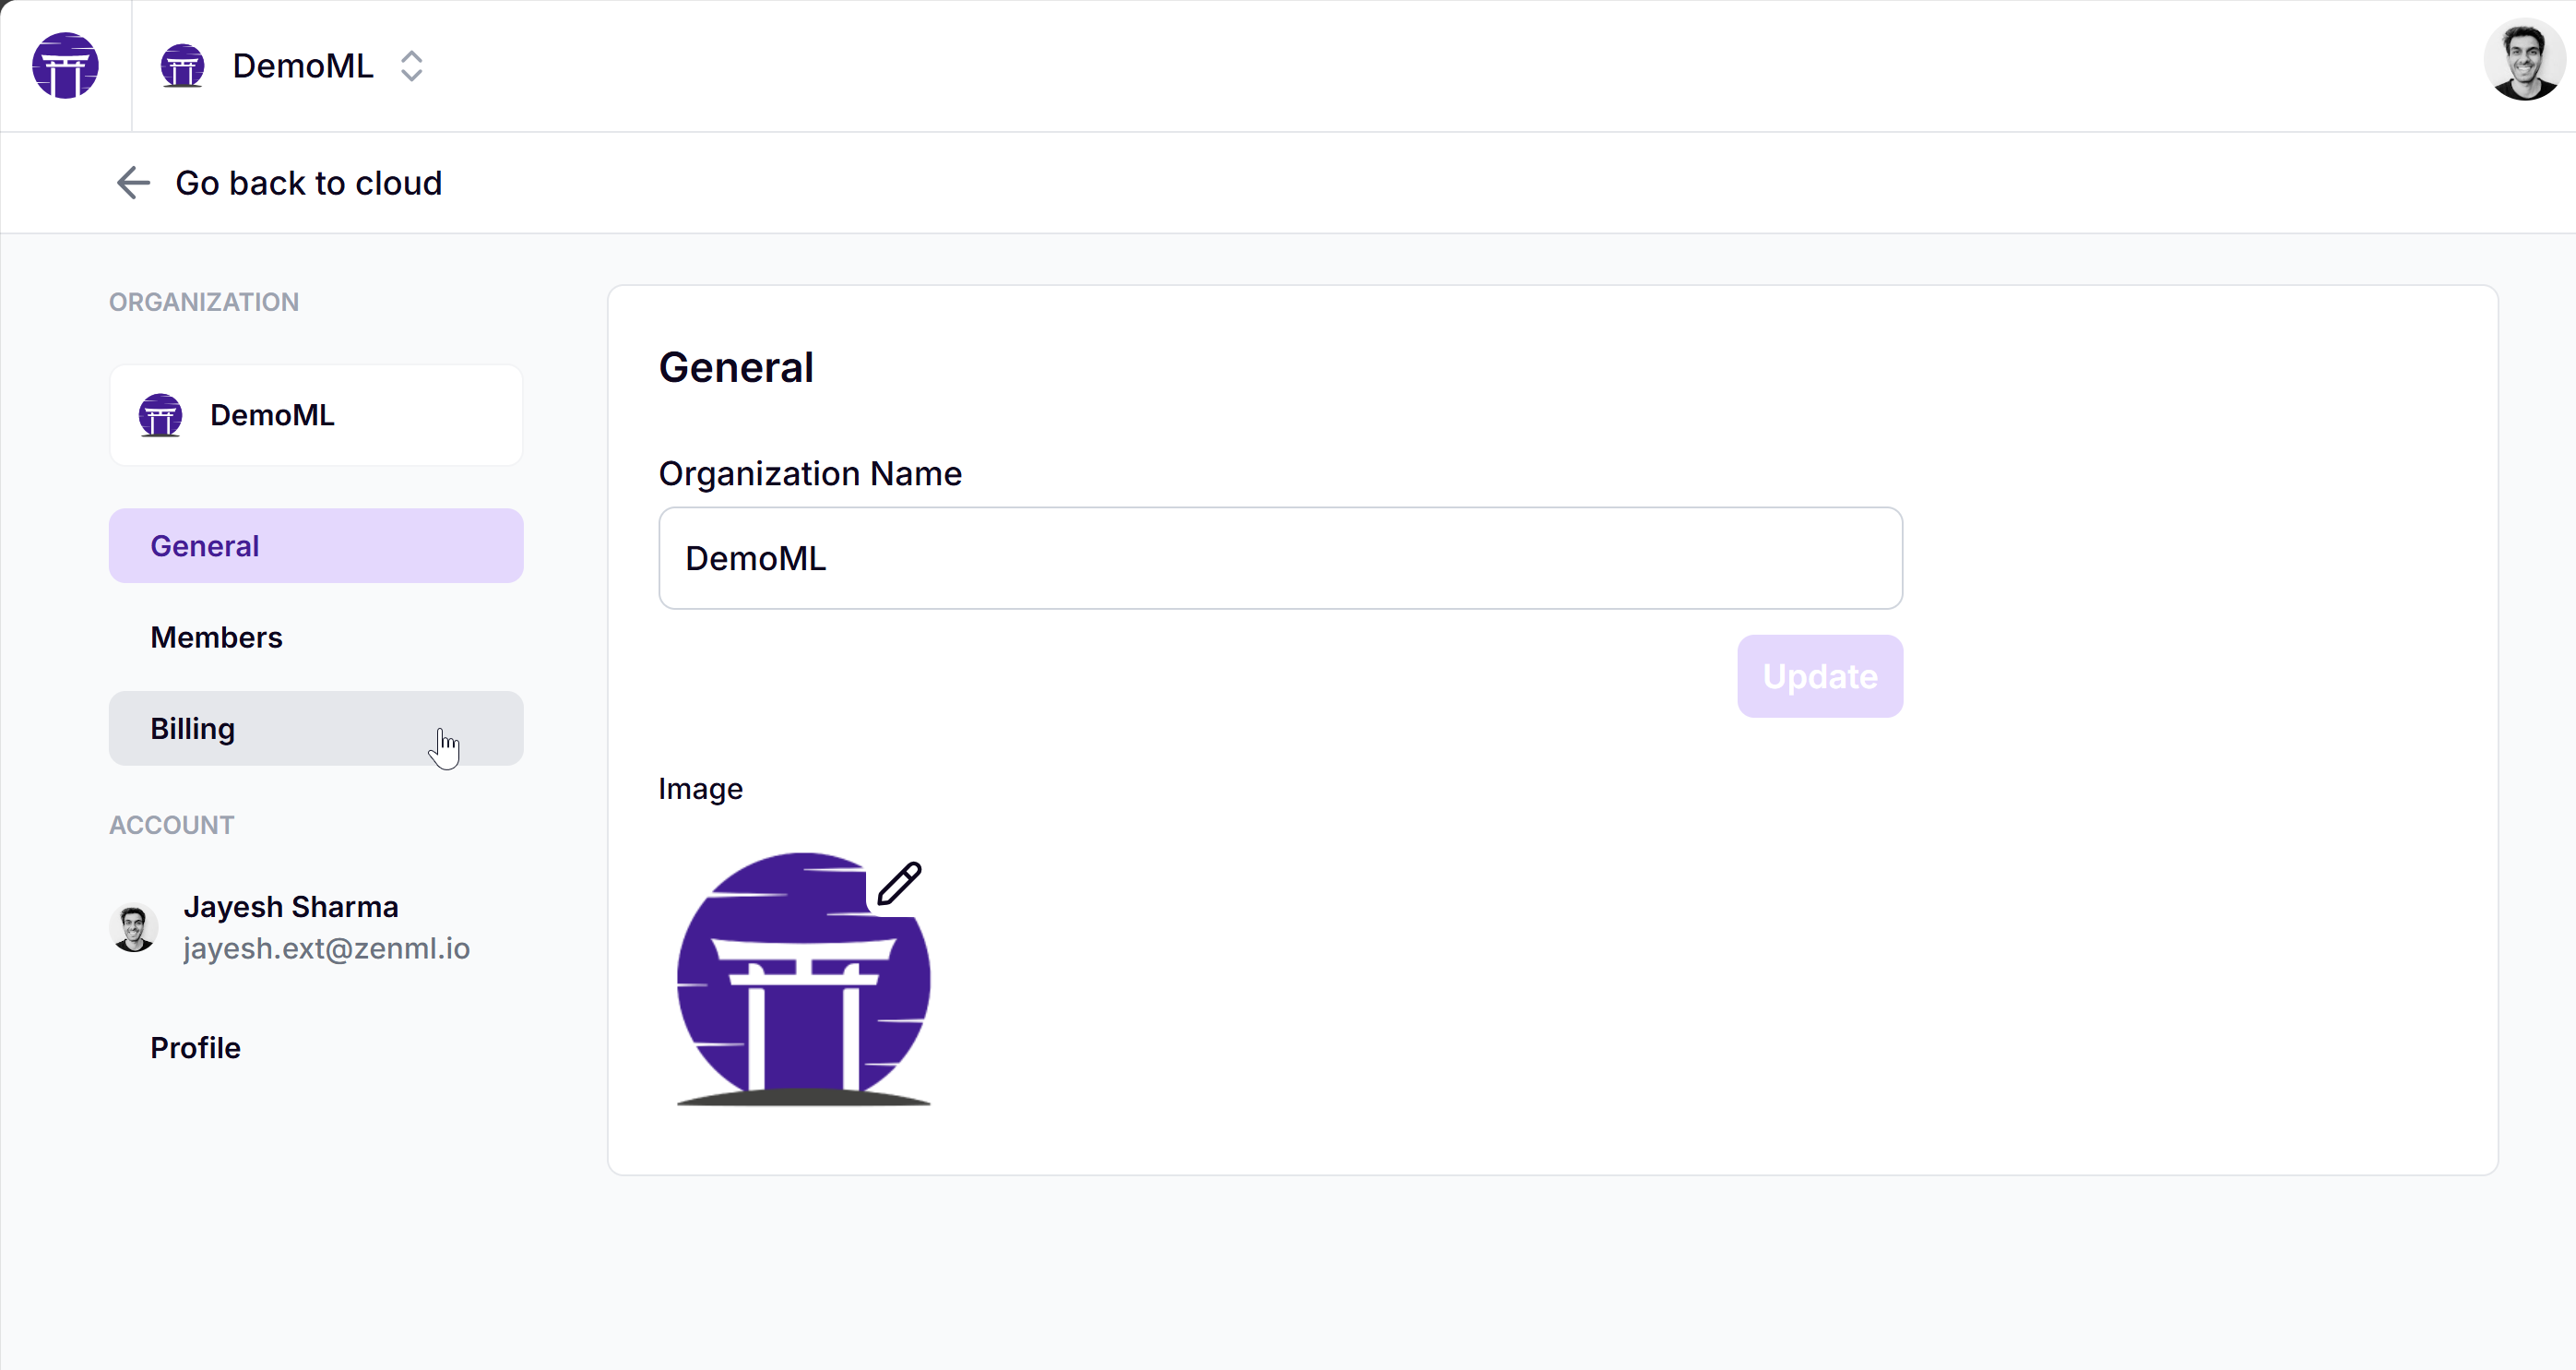 DemoML
Go back to cloud
ORGANIZATION
DemoML
General
Members
Billing
ACCOUNT
Jayesh Sharma
jayesh.ext@zenml.io
Profile
General
Organization Name
DemoML
Update
Image